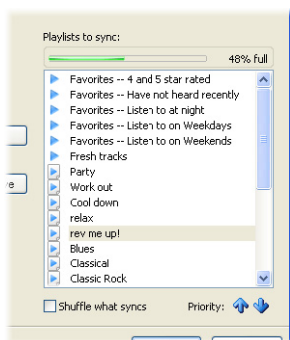 Playlists to sync:
48% full
Favorites -- 4 and 5 star rated
Favorites -- Have not heard recently
Favorites -- Listen to at night
Favorites -- Listen to on Weekdays
Favorites -- Listen to on Weekends
Fresh tracks
Party
Work out
Cool down
relax
rev me up!
Blues
Classical
Classic Rock
Shuffle what syncs
Priority: